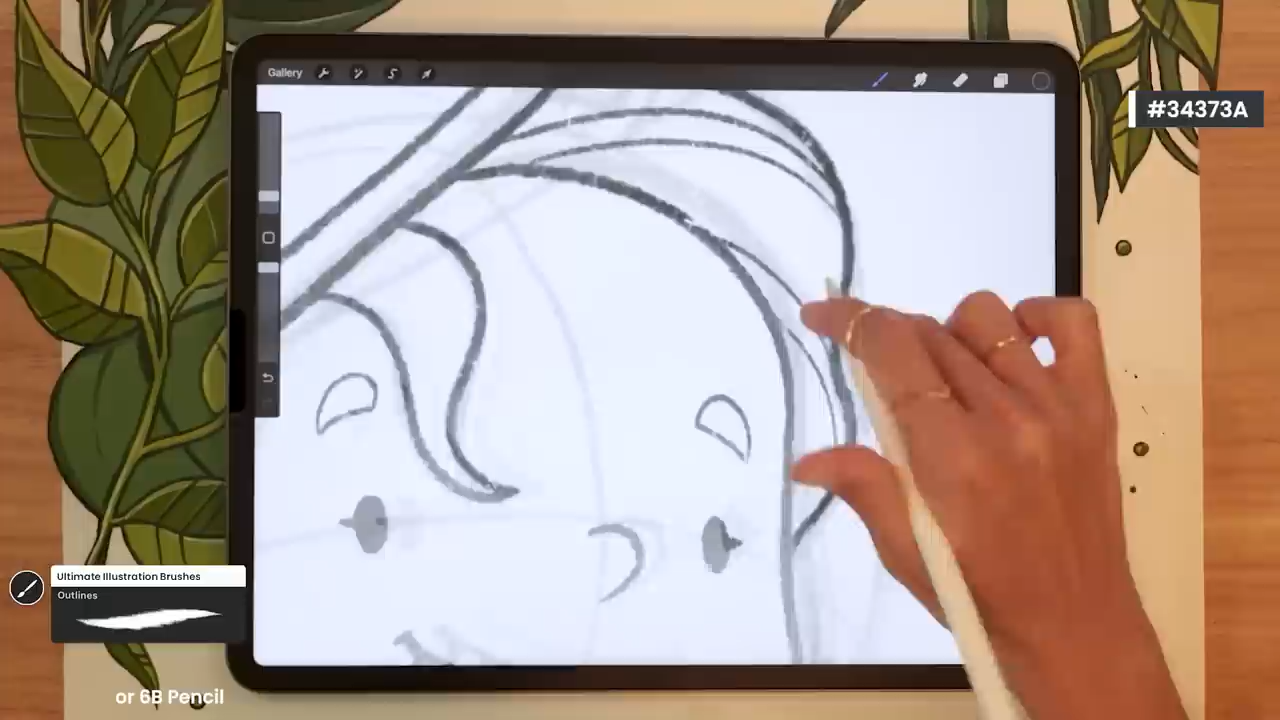 Gallery
#34373A
Ultimate Illustration Brushes
Outlines
or 6B Pencil